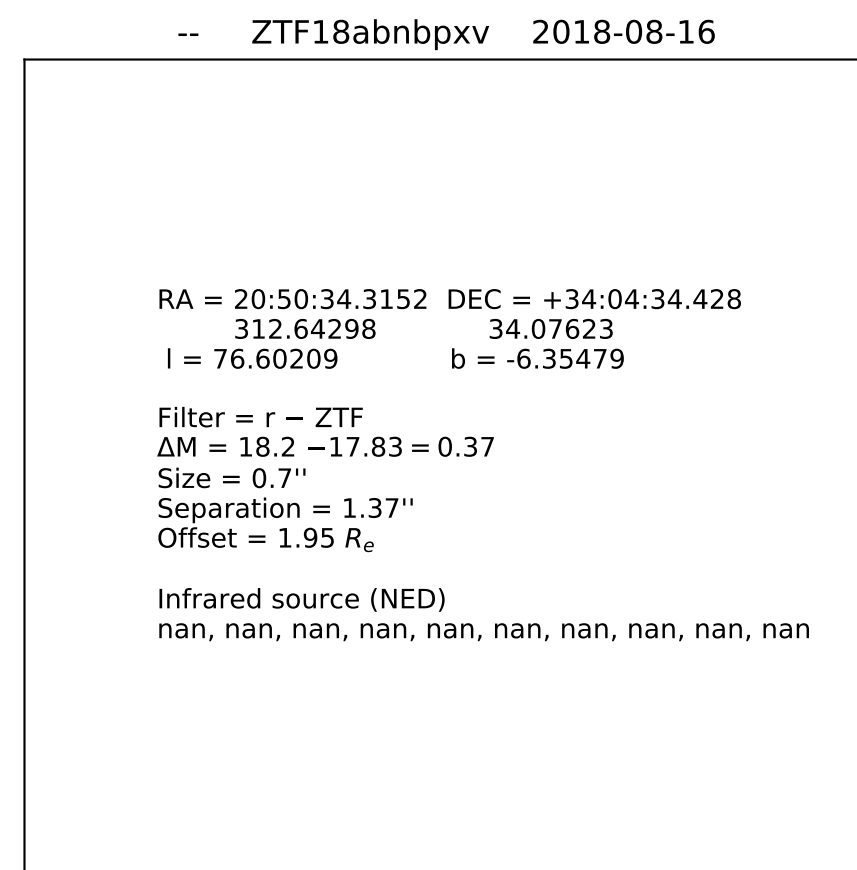 -- ZTF18abnbpxv 2018-08-16
RA = 20:50:34.3152 DEC = +34:04:34.428
312.64298 34.07623
l = 76.60209 b = -6.35479
Filter = r − ZTF
ΔM = 18.2 −17.83 = 0.37
Size = 0.7''
Separation = 1.37''
Offset = 1.95 Rₑ
Infrared source (NED)
nan, nan, nan, nan, nan, nan, nan, nan, nan, nan